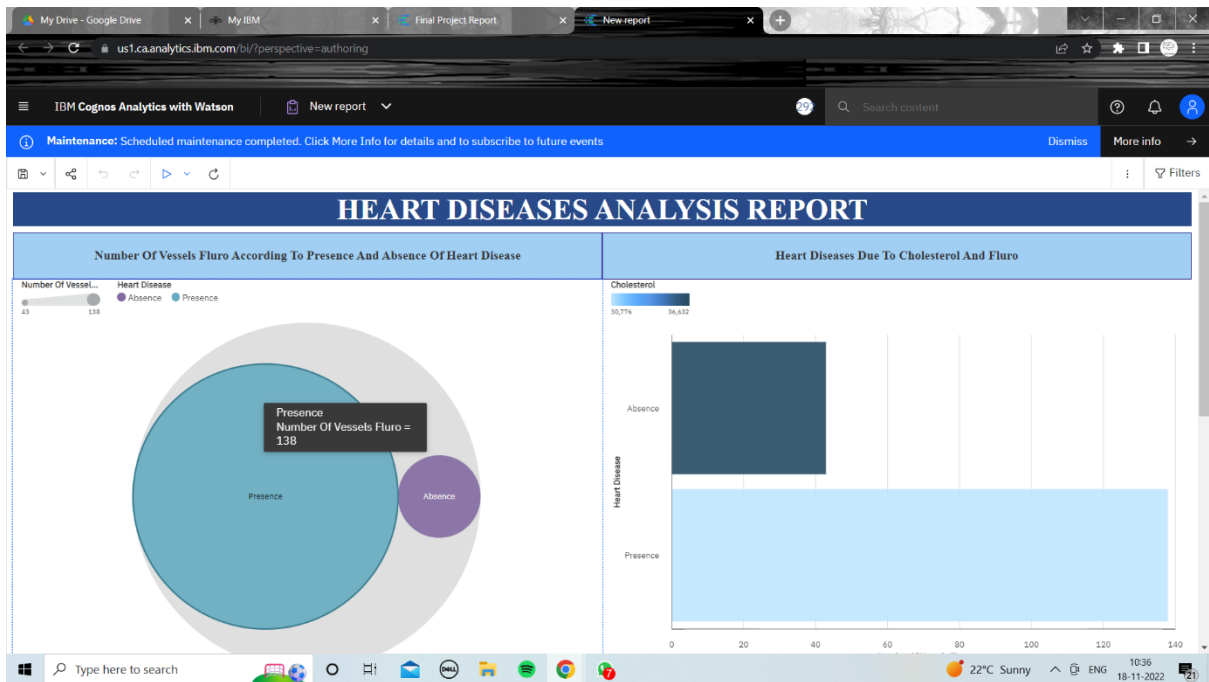 My Drive - Google Drive
My IBM
Final Project Report
New report
us1.ca.analytics.ibm.com/bi/?perspective=authoring
IBM Cognos Analytics with Watson
New report
Search content
Maintenance: Scheduled maintenance completed. Click More Info for details and to subscribe to future events
Dismiss
More info
Filters
HEART DISEASES ANALYSIS REPORT
Number Of Vessels Fluro According To Presence And Absence Of Heart Disease
Heart Diseases Due To Cholesterol And Fluro
Number Of Vessel...
Heart Disease
Absence
Presence
43
138
Presence
Number Of Vessels Fluro =
138
Presence
Absence
Cholesterol
30,776
36,632
Absence
Heart Disease
Presence
0
20
40
60
80
100
120
140
Type here to search
DELL
7
22°C Sunny
ENG
10:36
18-11-2022
21